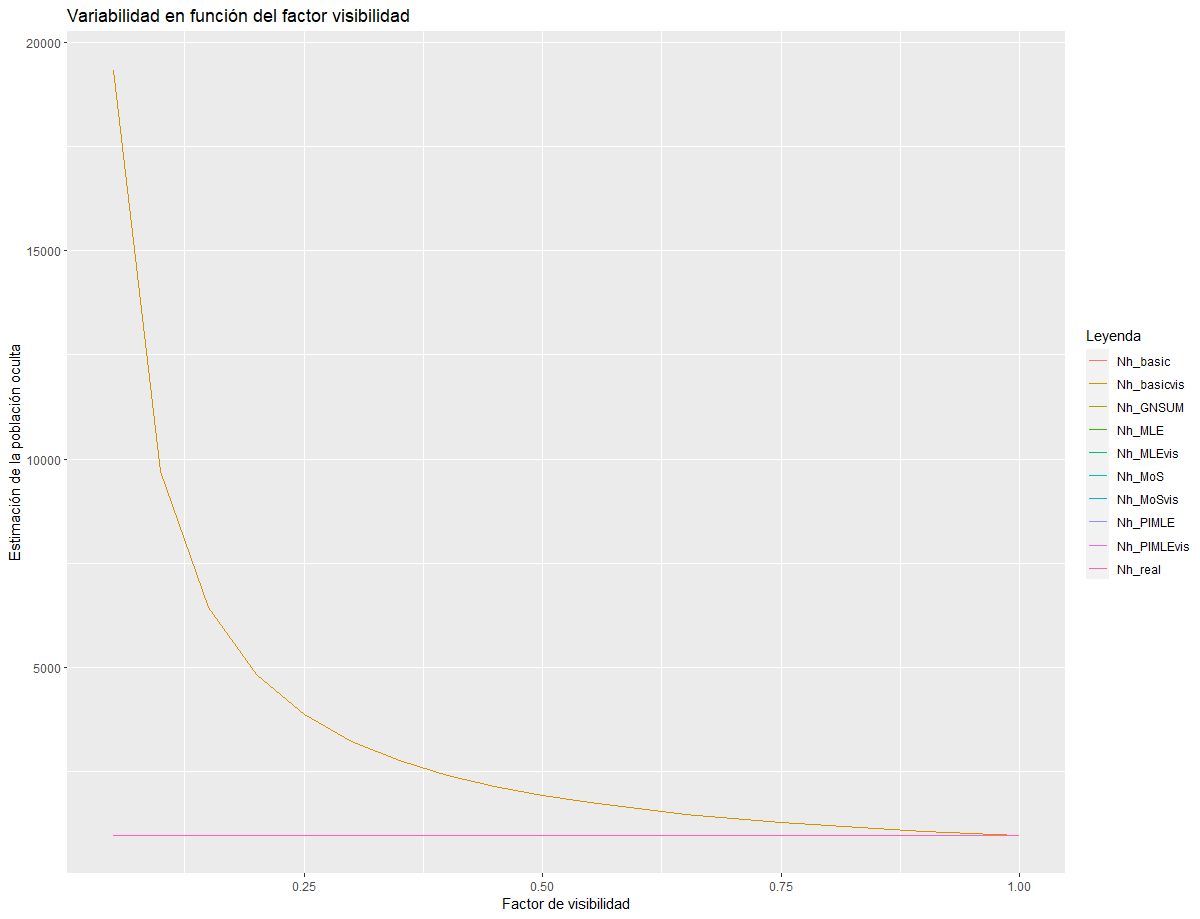 Variabilidad en función del factor visibilidad
Estimación de la población oculta
20000
15000
10000
5000
0.25
0.50
0.75
1.00
Factor de visibilidad
Leyenda
Nh_basic
Nh_basicvis
Nh_GNSUM
Nh_MLE
Nh_MLEvis
Nh_MoS
Nh_MoSvis
Nh_PIMLE
Nh_PIMLEvis
Nh_real